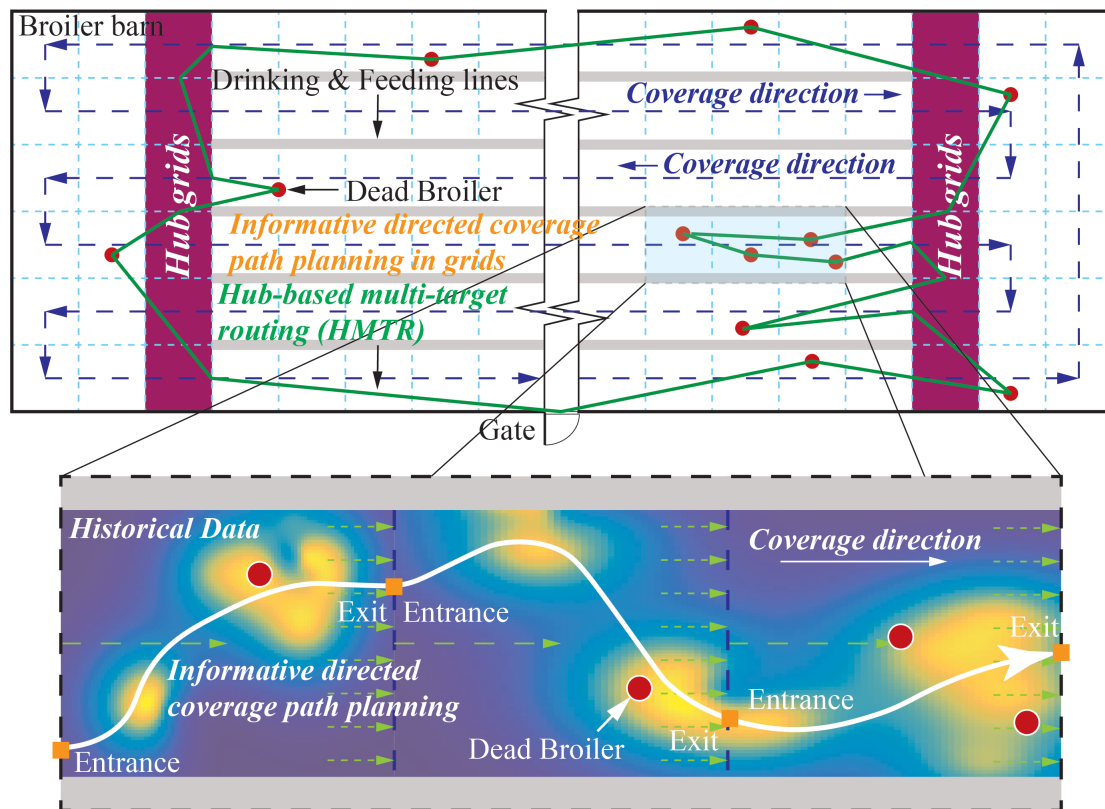 Broiler barn
Drinking & Feeding lines
Coverage direction
Coverage direction
Hub grids
Hub grids
Dead Broiler
Informative directed coverage
path planning in grids
Hub-based multi-target
routing (HMTR)
Gate
Historical Data
Coverage direction
Exit
Entrance
Exit
Informative directed
coverage path planning
Entrance
Dead Broiler
Exit
Entrance